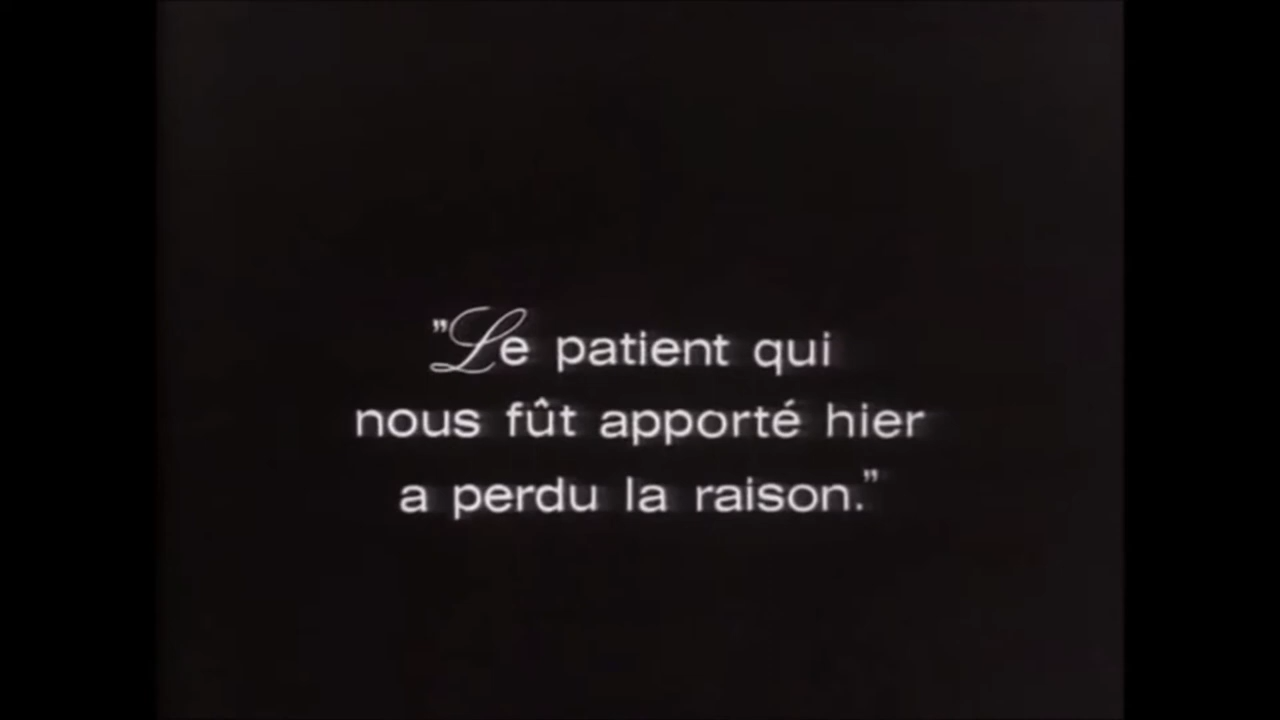 "Le patient qui
nous fût apporté hier
a perdu la raison."